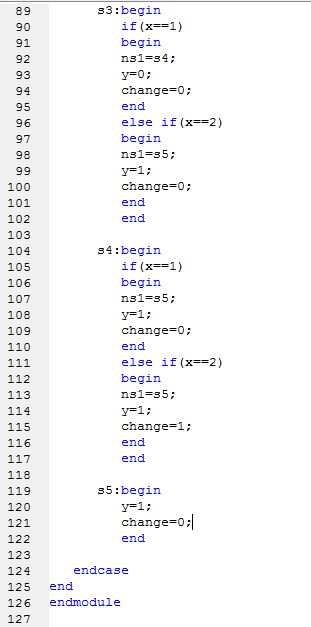 89 s3:begin
90 if(x==1)
91 begin
92 ns1=s4;
93 y=0;
94 change=0;
95 end
96 else if(x==2)
97 begin
98 ns1=s5;
99 y=1;
100 change=0;
101 end
102 end
103
104 s4:begin
105 if(x==1)
106 begin
107 ns1=s5;
108 y=1;
109 change=0;
110 end
111 else if(x==2)
112 begin
113 ns1=s5;
114 y=1;
115 change=1;
116 end
117 end
118
119 s5:begin
120 y=1;
121 change=0;
122 end
123
124 endcase
125 end
126 endmodule
127